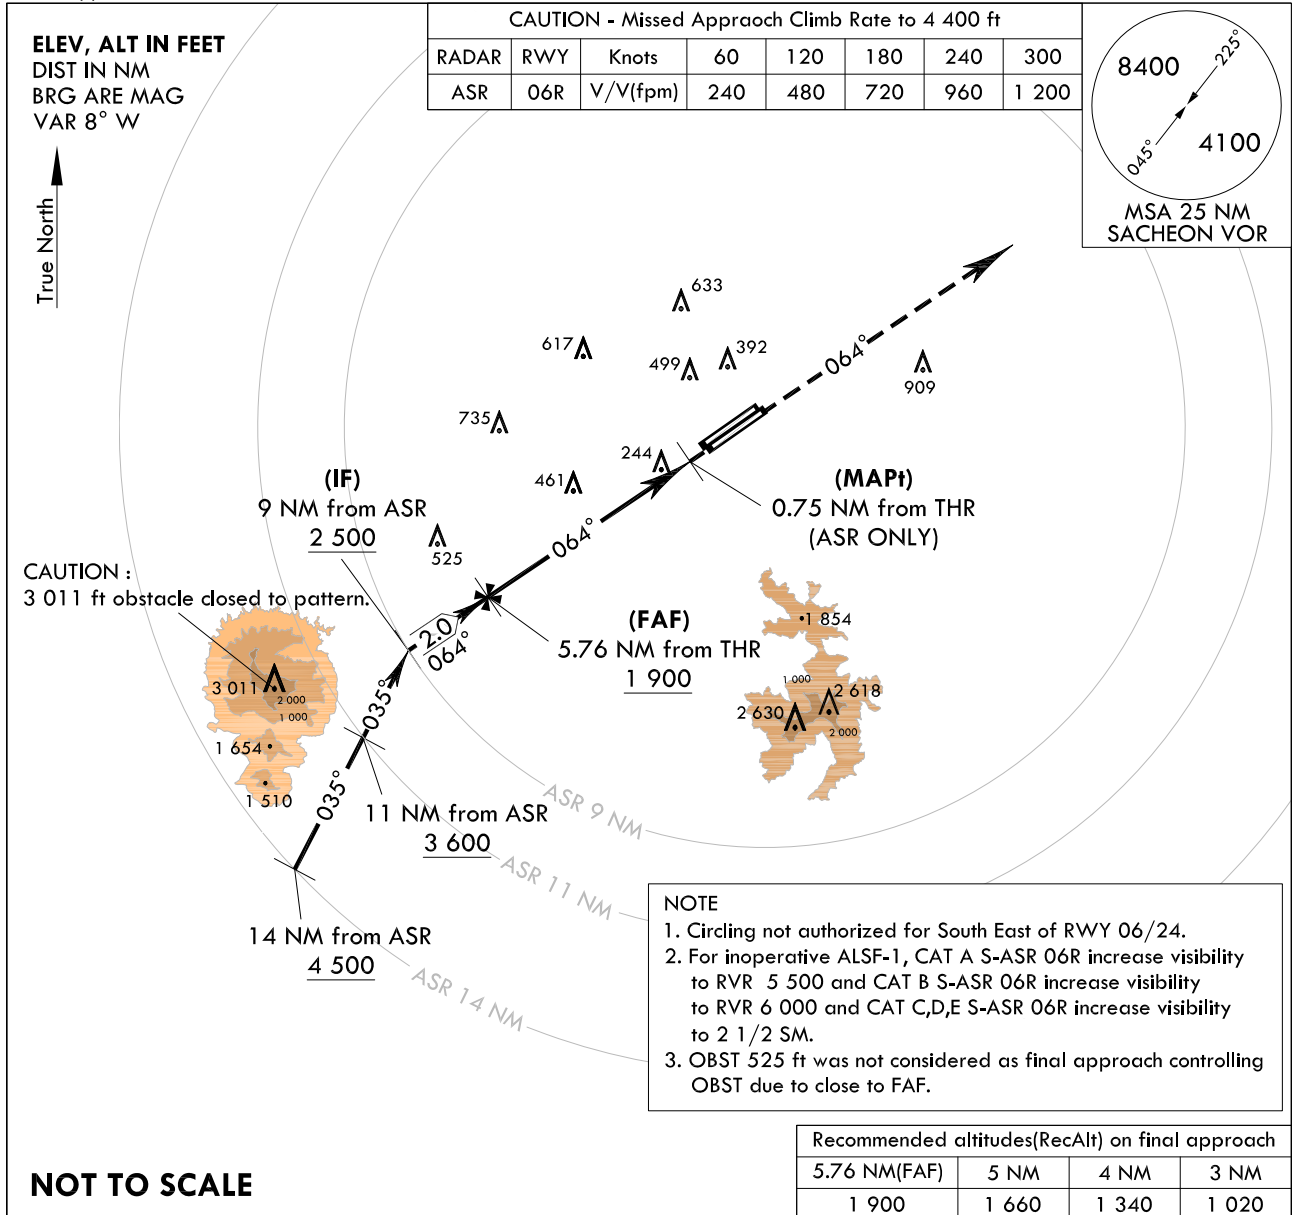 CAUTION - Missed Appraoch Climb Rate to 4 400 ft
RADAR RWY Knots 60 120 180 240 300
ASR 06R V/V(fpm) 240 480 720 960 1 200
ELEV, ALT IN FEET
DIST IN NM
BRG ARE MAG
VAR 8° W
True North
8400
225°
045°
4100
MSA 25 NM
SACHEON VOR
633
617
499
392
064°
909
735
244
461
525
(IF)
9 NM from ASR
2 500
(MAPt)
0.75 NM from THR
(ASR ONLY)
064°
CAUTION :
3 011 ft obstacle closed to pattern.
2.0
064°
(FAF)
5.76 NM from THR
1 900
3 011
2 000
1 000
1 654
1 510
035°
035°
1 854
1 000
2 618
2 630
2 000
11 NM from ASR
3 600
14 NM from ASR
4 500
ASR 9 NM
ASR 11 NM
ASR 14 NM
NOTE
1. Circling not authorized for South East of RWY 06/24.
2. For inoperative ALSF-1, CAT A S-ASR 06R increase visibility
to RVR 5 500 and CAT B S-ASR 06R increase visibility
to RVR 6 000 and CAT C,D,E S-ASR 06R increase visibility
to 2 1/2 SM.
3. OBST 525 ft was not considered as final approach controlling
OBST due to close to FAF.
Recommended altitudes(RecAlt) on final approach
5.76 NM(FAF) 5 NM 4 NM 3 NM
1 900 1 660 1 340 1 020
NOT TO SCALE